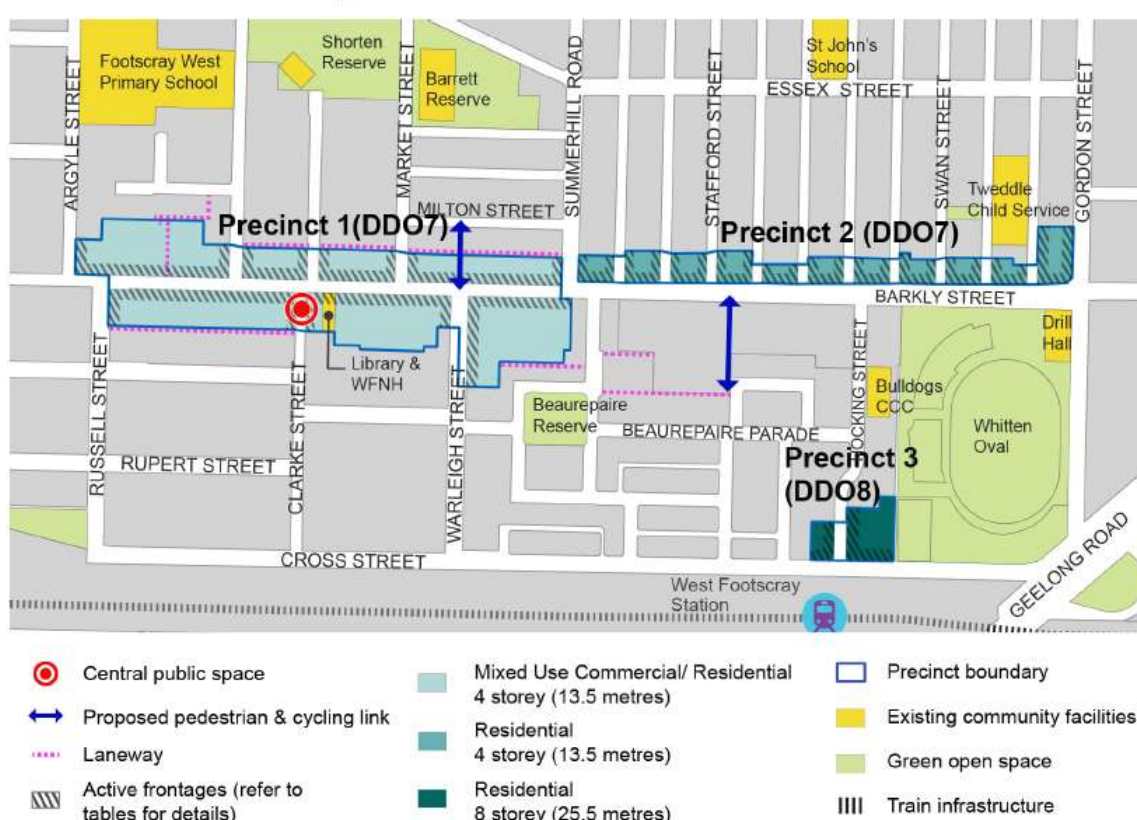 Footscray West
Primary School
Shorten
Reserve
Barrett
Reserve
St John's
School
ESSEX STREET
ARGYLE STREET
MARKET STREET
SUMMERHILL ROAD
STAFFORD STREET
SWAN STREET
GORDON STREET
Tweddle
Child Service
MILTON STREET
Precinct 1(DDO7)
Precinct 2 (DDO7)
BARKLY STREET
Drill
Hall
Library &
WFNH
Bulldogs
CCC
Beaurepaire
Reserve
BEAUREPAIRE PARADE
Whitten
Oval
RUSSELL STREET
CLARKE STREET
WARLEIGH STREET
OCKING STREET
RUPERT STREET
Precinct 3
(DDO8)
CROSS STREET
West Footscray
Station
GEELONG ROAD
Central public space
Proposed pedestrian & cycling link
Laneway
Active frontages (refer to
tables for details)
Mixed Use Commercial/ Residential
4 storey (13.5 metres)
Residential
4 storey (13.5 metres)
Residential
8 storey (25.5 metres)
Precinct boundary
Existing community facilities
Green open space
Train infrastructure